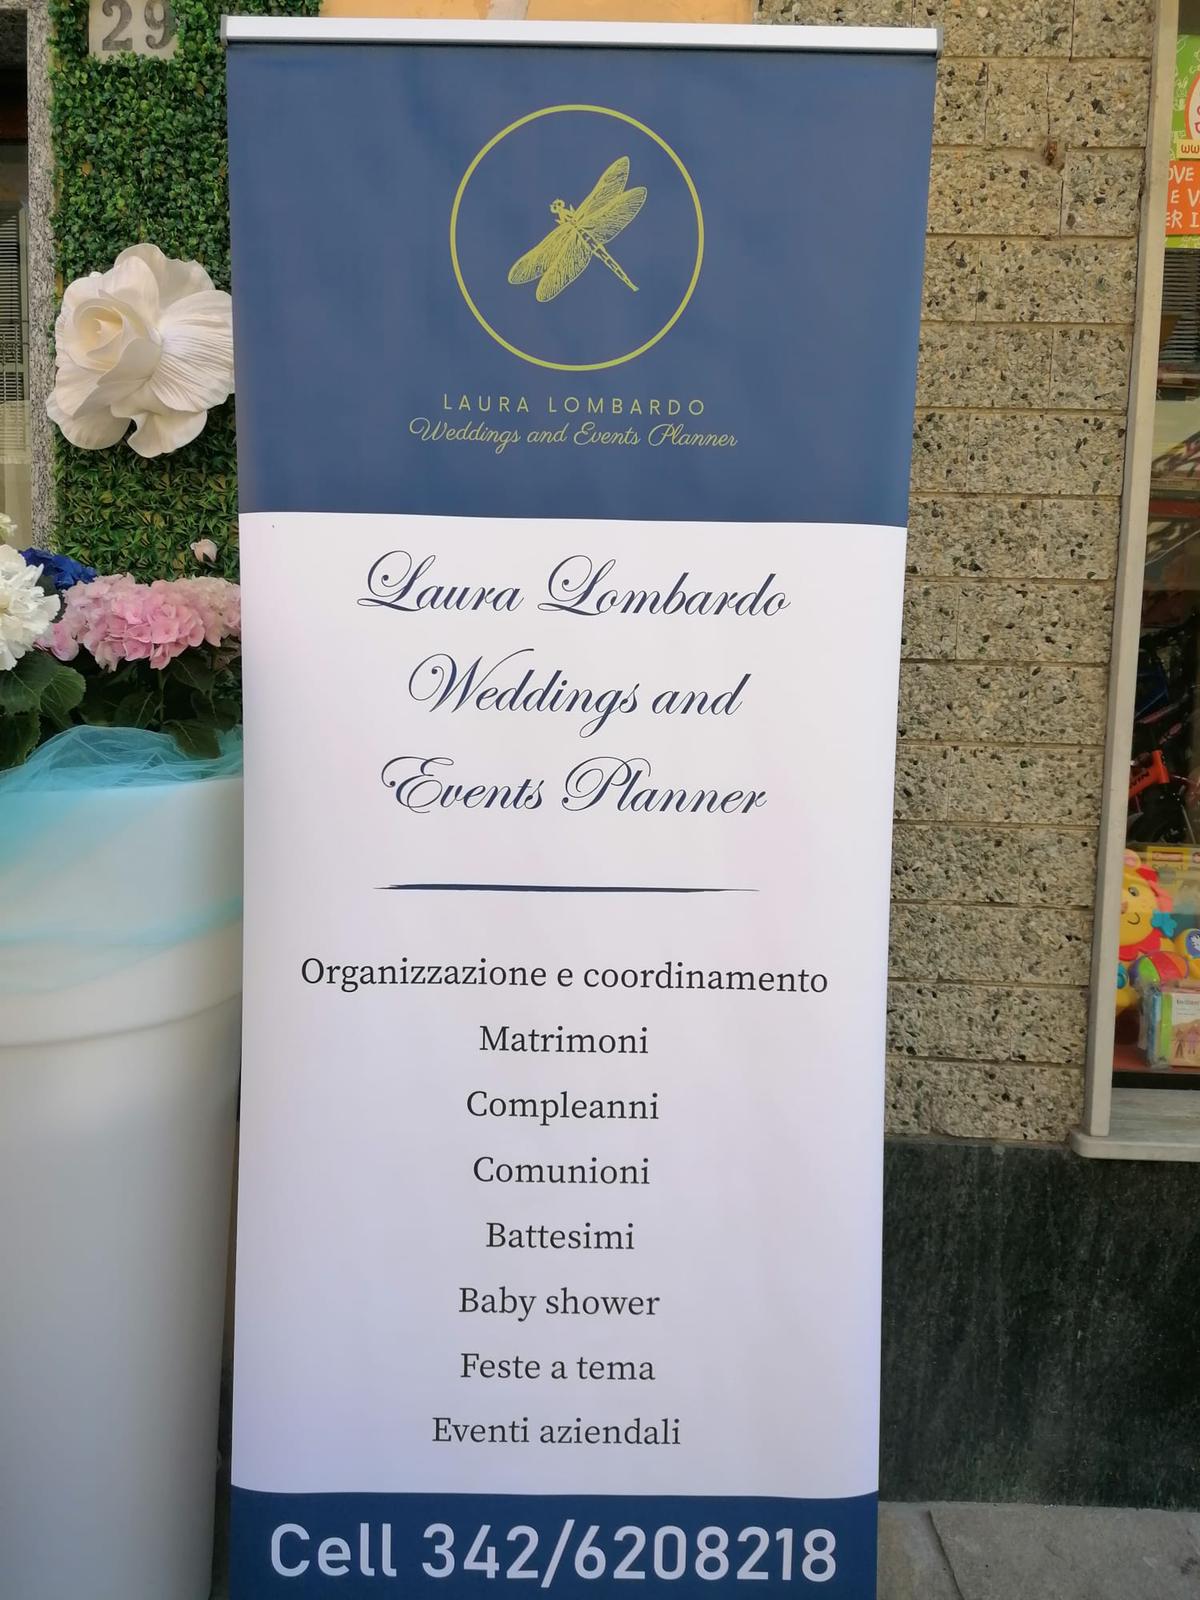 29
LAURA LOMBARDO
Weddings and Events Planner
Laura Lombardo
Weddings and
Events Planner
Organizzazione e coordinamento
Matrimoni
Compleanni
Comunioni
Battesimi
Baby shower
Feste a tema
Eventi aziendali
Cell 342/6208218